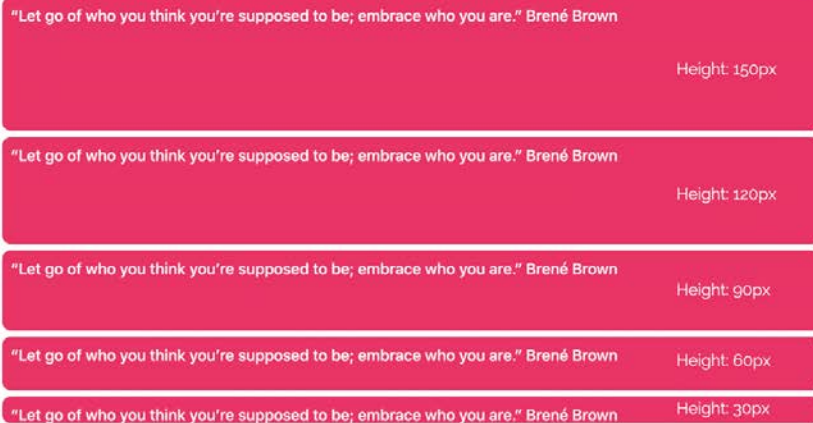 “Let go of who you think you’re supposed to be; embrace who you are.” Brené Brown
Height: 150px
“Let go of who you think you’re supposed to be; embrace who you are.” Brené Brown
Height: 120px
“Let go of who you think you’re supposed to be; embrace who you are.” Brené Brown
Height: 90px
“Let go of who you think you’re supposed to be; embrace who you are.” Brené Brown
Height: 60px
“Let go of who you think you’re supposed to be; embrace who you are.” Brené Brown
Height: 30px